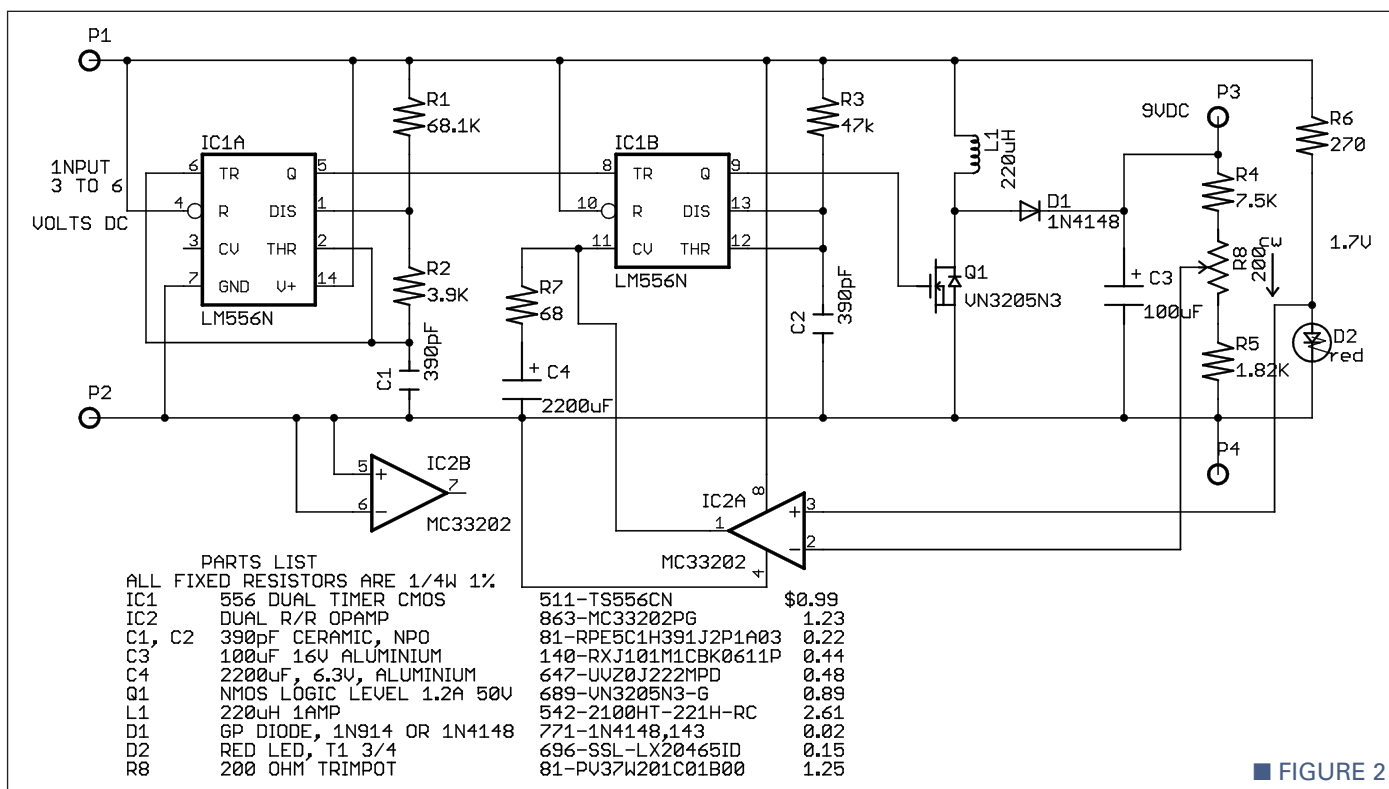 P1
R1
68.1K
R3
47k
L1
220uH
9VDC
P3
R6
270
1NPUT
3 TO 6
VOLTS DC
IC1A
6 TR Q 5
4 R DIS 1
3 CV THR 2
7 GND V+ 14
LM556N
R2
3.9K
C1
390pF
IC1B
8 TR Q 9
10 R DIS 13
11 CV THR 12
LM556N
R7
68
+ C4
2200uF
C2
390pF
D1
1N4148
Q1
VN3205N3
+
C3
100uF
R4
7.5K
R8
200
cw
1.7V
R5
1.82K
D2
red
P2
P4
IC2B
5 +
6 -
7
MC33202
IC2A
8
+ 3
1
- 2
4
MC33202
PARTS LIST
ALL FIXED RESISTORS ARE 1/4W 1%
IC1 556 DUAL TIMER CMOS 511-TS556CN $0.99
IC2 DUAL R/R OPAMP 863-MC33202PG 1.23
C1, C2 390pF CERAMIC, NPO 81-RPE5C1H391J2P1A03 0.22
C3 100uF 16V ALUMINIUM 140-RXJ101M1CBK0611P 0.44
C4 2200uF, 6.3V, ALUMINIUM 647-UVZ0J222MPD 0.48
Q1 NMOS LOGIC LEVEL 1.2A 50V 689-VN3205N3-G 0.89
L1 220uH 1AMP 542-2100HT-221H-RC 2.61
D1 GP DIODE, 1N914 OR 1N4148 771-1N4148,143 0.02
D2 RED LED, T1 3/4 696-SSL-LX20465ID 0.15
R8 200 OHM TRIMPOT 81-PV37W201C01B00 1.25
■ FIGURE 2